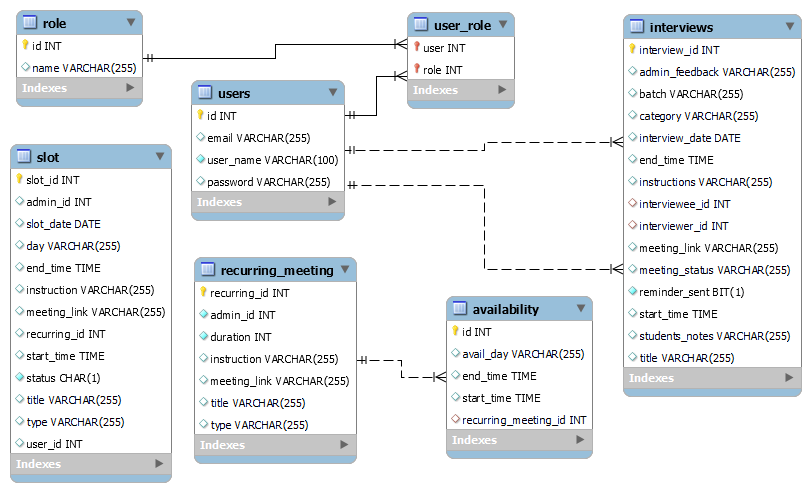 role
id INT
name VARCHAR(255)
Indexes
user_role
user INT
role INT
Indexes
interviews
interview_id INT
admin_feedback VARCHAR(255)
batch VARCHAR(255)
category VARCHAR(255)
interview_date DATE
end_time TIME
instructions VARCHAR(255)
interviewee_id INT
interviewer_id INT
meeting_link VARCHAR(255)
meeting_status VARCHAR(255)
reminder_sent BIT(1)
start_time TIME
students_notes VARCHAR(255)
title VARCHAR(255)
Indexes
users
id INT
email VARCHAR(255)
user_name VARCHAR(100)
password VARCHAR(255)
Indexes
slot
slot_id INT
admin_id INT
slot_date DATE
day VARCHAR(255)
end_time TIME
instruction VARCHAR(255)
meeting_link VARCHAR(255)
recurring_id INT
start_time TIME
status CHAR(1)
title VARCHAR(255)
type VARCHAR(255)
user_id INT
Indexes
recurring_meeting
recurring_id INT
admin_id INT
duration INT
instruction VARCHAR(255)
meeting_link VARCHAR(255)
title VARCHAR(255)
type VARCHAR(255)
Indexes
availability
id INT
avail_day VARCHAR(255)
end_time TIME
start_time TIME
recurring_meeting_id INT
Indexes